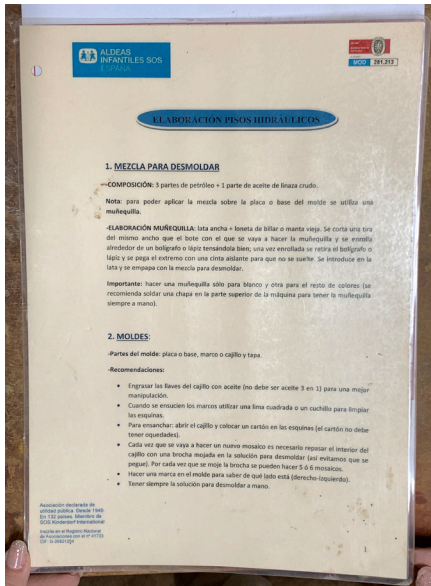 ALDEAS
INFANTILES SOS
ESPAÑA
MOD 281.213
ELABORACIÓN PISOS HIDRÁULICOS
1. MEZCLA PARA DESMOLDAR
-COMPOSICIÓN: 3 partes de petróleo + 1 parte de aceite de linaza crudo.
Nota: para poder aplicar la mezcla sobre la placa o base del molde se utiliza una
muñequilla.
-ELABORACIÓN MUÑEQUILLA: lata ancha + loneta de billar o manta vieja. Se corta una tira
del mismo ancho que el bote con el que se vaya a hacer la muñequilla y se enrolla
alrededor de un bolígrafo o lápiz tensándola bien; una vez enrollada se retira el bolígrafo o
lápiz y se pega el extremo con una cinta aislante para que no se suelte. Se introduce en la
lata y se empapa con la mezcla para desmoldar.
Importante: hacer una muñequilla sólo para blanco y otra para el resto de colores (se
recomienda soldar una chapa en la parte superior de la máquina para tener la muñequilla
siempre a mano).
2. MOLDES:
-Partes del molde: placa o base, marco o cajillo y tapa.
-Recomendaciones:
• Engrasar las llaves del cajillo con aceite (no debe ser aceite 3 en 1) para una mejor
manipulación.
• Cuando se ensucien los marcos utilizar una lima cuadrada o un cuchillo para limpiar
las esquinas.
• Para ensanchar: abrir el cajillo y colocar un cartón en las esquinas (el cartón no debe
tener oquedades).
• Cada vez que se vaya a hacer un nuevo mosaico es necesario repasar el interior del
cajillo con una brocha mojada en la solución para desmoldar (así evitamos que se
pegue). Por cada vez que se moje la brocha se pueden hacer 5 ó 6 mosaicos.
• Hacer una marca en el molde para saber de qué lado está (derecho-izquierdo).
• Tener siempre la solución para desmoldar a mano.
Asociación declarada de
utilidad pública. Desde 1949.
En 132 países. Miembro de
SOS Kinderdorf International
Inscrita en el Registro Nacional
de Asociaciones con el nº 41733
1